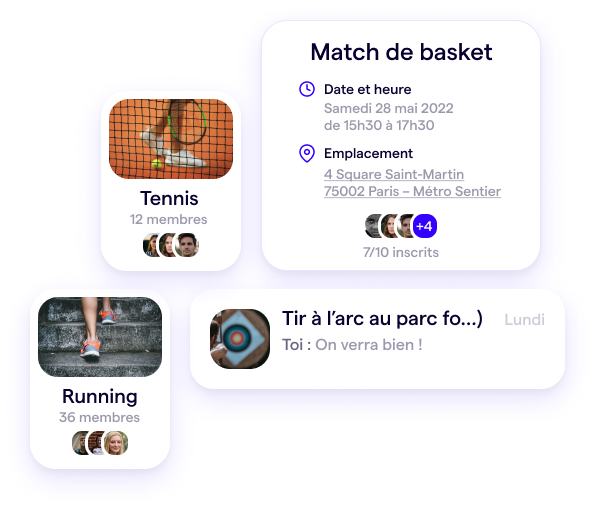 Match de basket
Date et heure
Samedi 28 mai 2022
de 15h30 à 17h30
Emplacement
4 Square Saint-Martin
75002 Paris – Métro Sentier
+4
7/10 inscrits
Tennis
12 membres
Tir à l’arc au parc fo...)
Lundi
Toi : On verra bien !
Running
36 membres